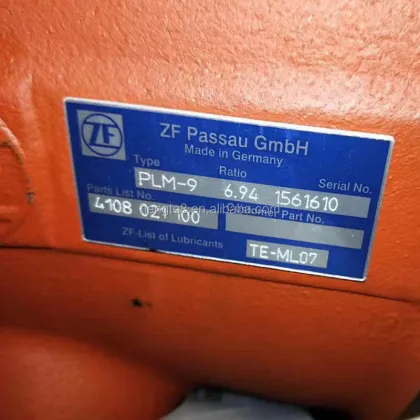 ZF
ZF Passau GmbH
Made in Germany
Type Ratio Serial No.
PLM-9 6.94 1561610
Parts List No. Customer Part No.
4108 021 100
ZF-List of Lubricants TE-ML07